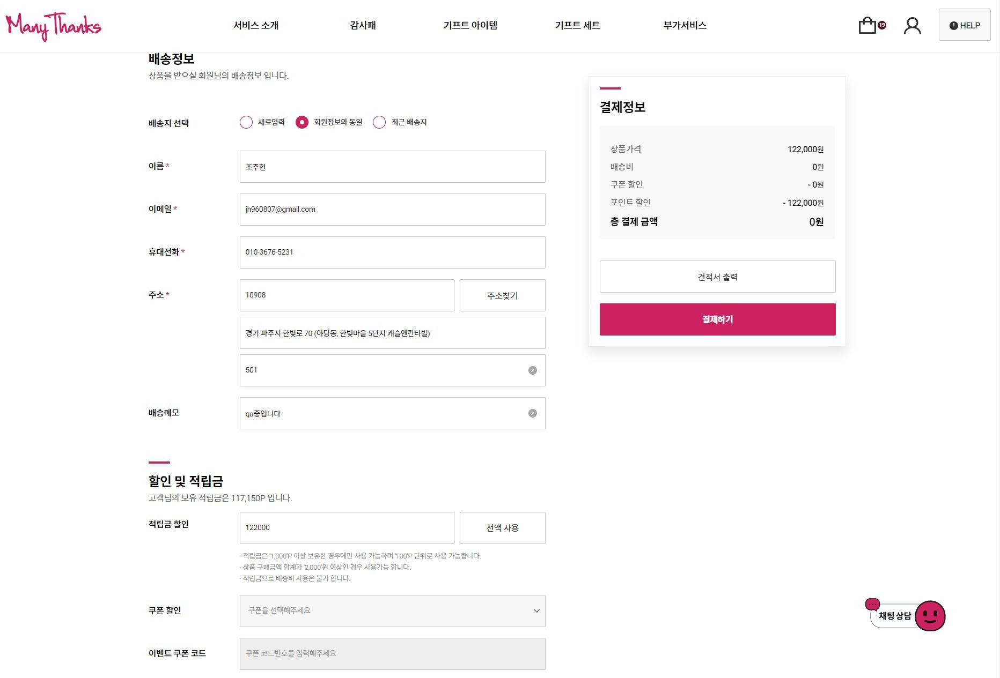 Many Thanks
서비스 소개
감사패
기프트 아이템
기프트 세트
부가서비스
19
HELP
배송정보
상품을 받으실 회원님의 배송정보 입니다.
배송지 선택
새로입력
회원정보와 동일
최근 배송지
이름 *
조주현
이메일 *
jh960807@gmail.com
휴대전화 *
010-3676-5231
주소 *
10908
주소찾기
경기 파주시 한빛로 70 (야당동, 한빛마을 5단지 캐슬앤칸타빌)
501
배송메모
qa중입니다
할인 및 적립금
고객님의 보유 적립금은 117,150P 입니다.
적립금 할인
122000
전액 사용
· 적립금은 '1,000'P 이상 보유한 경우에만 사용 가능하며 '100'P 단위로 사용 가능합니다.
· 상품 구매금액 합계가 '2,000'원 이상인 경우 사용가능 합니다.
· 적립금으로 배송비 사용은 불가 합니다.
쿠폰 할인
쿠폰을 선택해주세요
이벤트 쿠폰 코드
쿠폰 코드번호를 입력해주세요
결제정보
상품가격 122,000원
배송비 0원
쿠폰 할인 - 0원
포인트 할인 - 122,000원
총 결제 금액 0원
견적서 출력
결제하기
채팅 상담